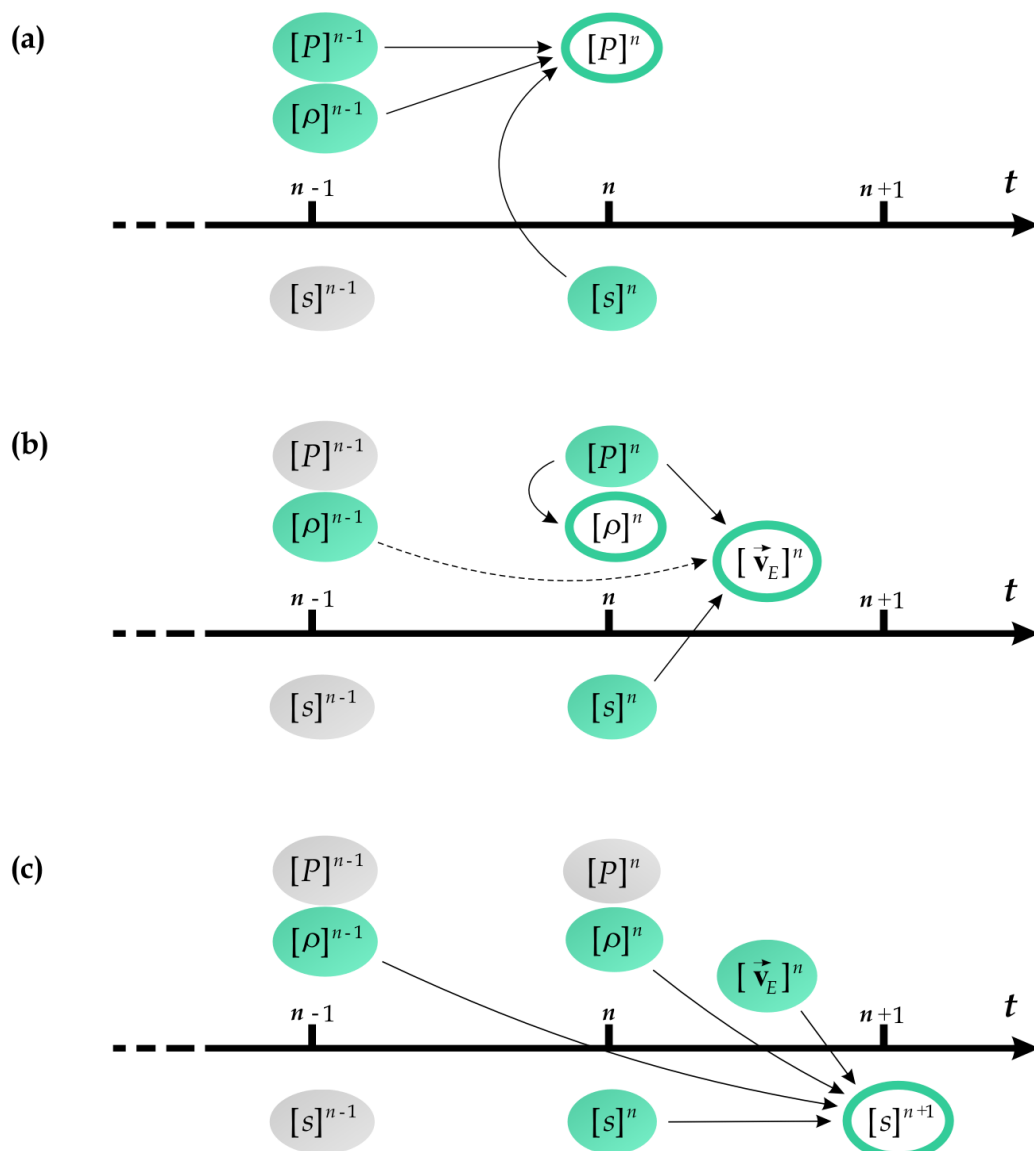 (a)
[P]ⁿ⁻¹ [P]ⁿ
[ρ]ⁿ⁻¹
n-1 n n+1 t
[s]ⁿ⁻¹ [s]ⁿ
(b)
[P]ⁿ⁻¹ [P]ⁿ
[ρ]ⁿ⁻¹ [ρ]ⁿ
[v⃗_E]ⁿ
n-1 n n+1 t
[s]ⁿ⁻¹ [s]ⁿ
(c)
[P]ⁿ⁻¹ [P]ⁿ
[ρ]ⁿ⁻¹ [ρ]ⁿ
[v⃗_E]ⁿ
n-1 n n+1 t
[s]ⁿ⁻¹ [s]ⁿ [s]ⁿ⁺¹